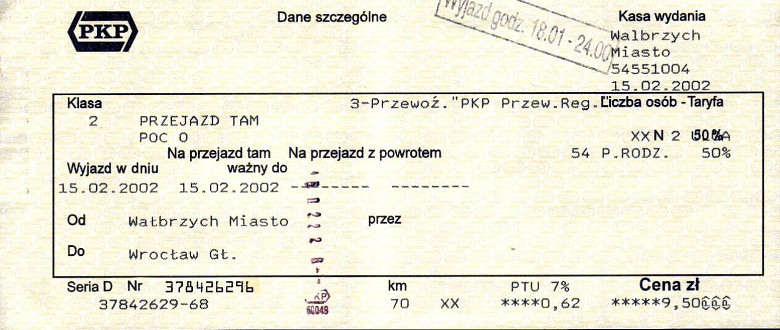 PKP
Dane szczególne
Wyjazd godz. 18.01 - 24.00
Kasa wydania
Wałbrzych
Miasto
54551004
15.02.2002
Klasa
3-Przewoź."PKP Przew.Reg.
Liczba osób - Taryfa
2 PRZEJAZD TAM
POC O
XX N 2 50%
54 P.RODZ. 50%
Na przejazd tam Na przejazd z powrotem
Wyjazd w dniu ważny do
15.02.2002 15.02.2002 -------- --------
Od Wałbrzych Miasto przez
Do Wrocław Gł.
Seria D Nr 378426296 km PTU 7% Cena zł
37842629-68 70 XX ****0,62 *****9,50
PKP
60049